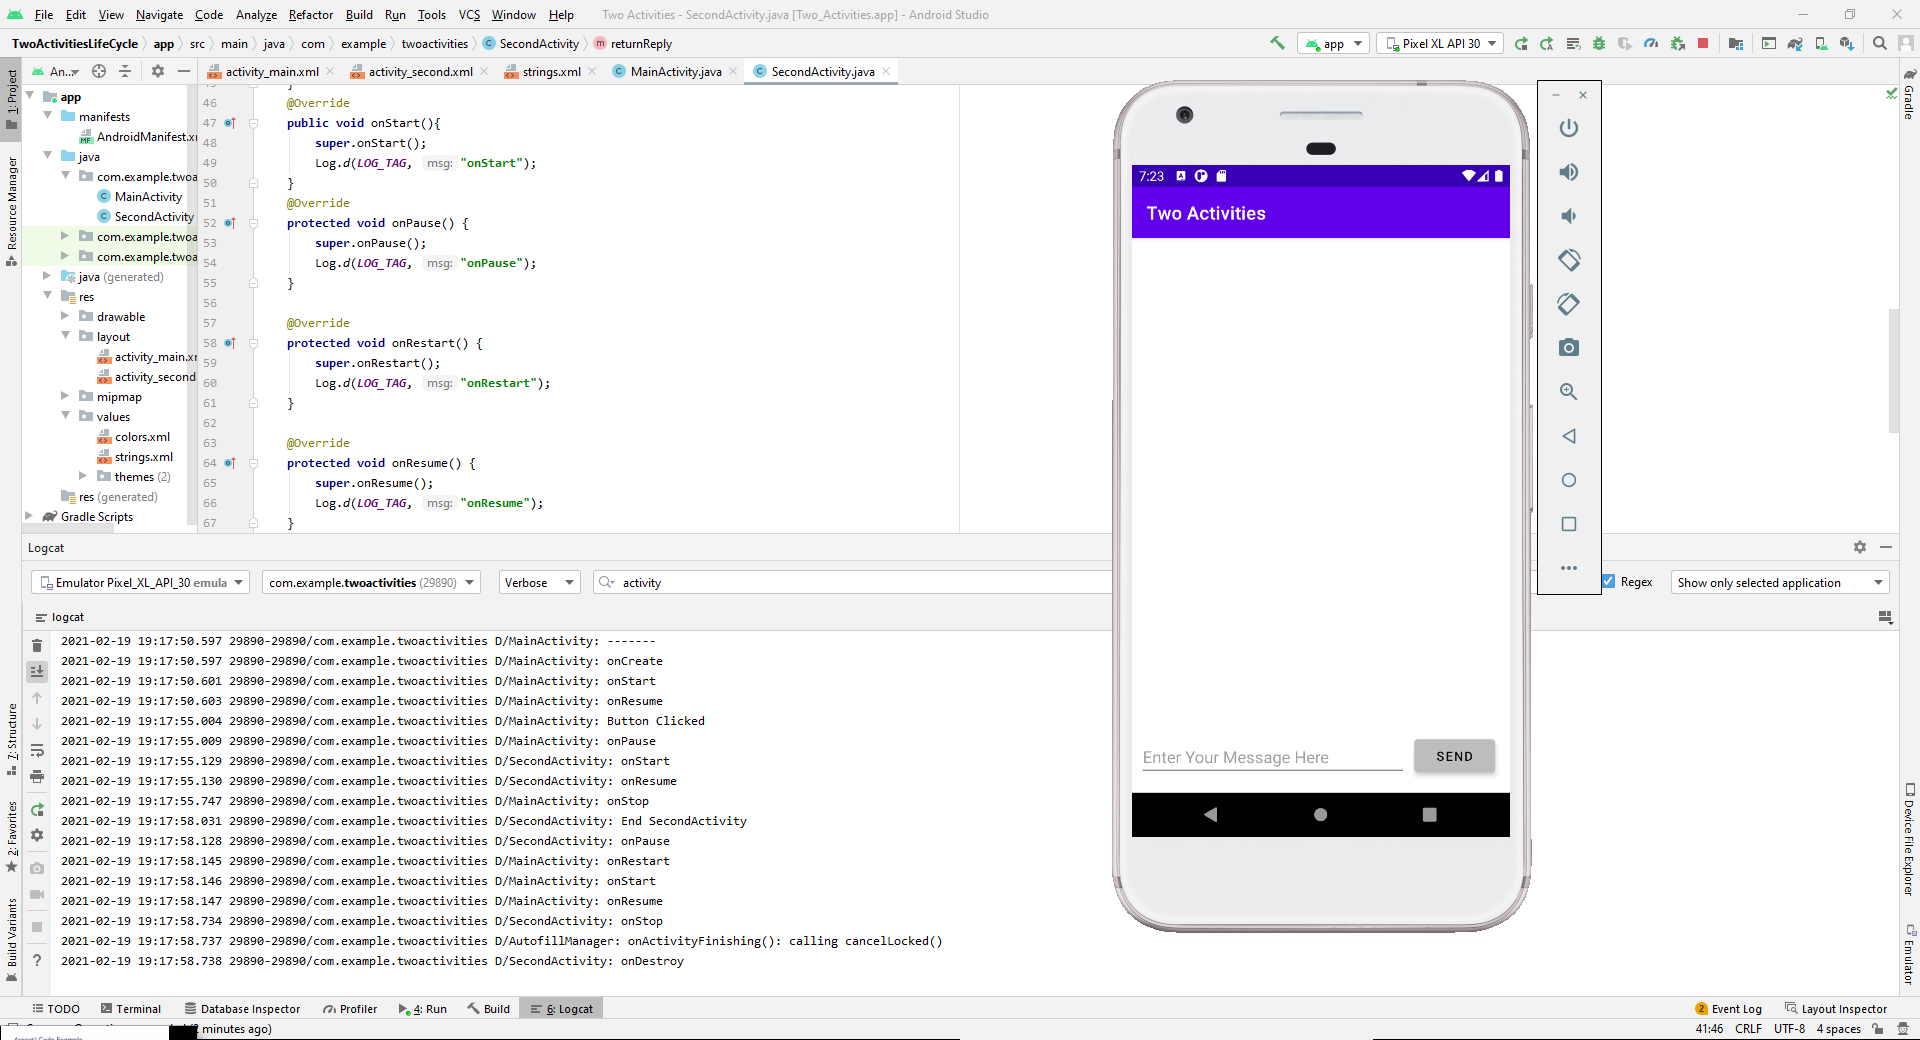 File Edit View Navigate Code Analyze Refactor Build Run Tools VCS Window Help Two Activities - SecondActivity.java [Two_Activities.app] - Android Studio
TwoActivitiesLifeCycle app src main java com example twoactivities SecondActivity returnReply app Pixel XL API 30
An... activity_main.xml activity_second.xml strings.xml MainActivity.java SecondActivity.java
1: Project
Resource Manager
7: Structure
2: Favorites
Build Variants
app
manifests
AndroidManifest.x
java
com.example.twoa
MainActivity
SecondActivity
com.example.twoa
com.example.twoa
java (generated)
res
drawable
layout
activity_main.x
activity_second
mipmap
values
colors.xml
strings.xml
themes (2)
res (generated)
Gradle Scripts
46 @Override
47 public void onStart(){
48 super.onStart();
49 Log.d(LOG_TAG, msg: "onStart");
50 }
51 @Override
52 protected void onPause() {
53 super.onPause();
54 Log.d(LOG_TAG, msg: "onPause");
55 }
56
57 @Override
58 protected void onRestart() {
59 super.onRestart();
60 Log.d(LOG_TAG, msg: "onRestart");
61 }
62
63 @Override
64 protected void onResume() {
65 super.onResume();
66 Log.d(LOG_TAG, msg: "onResume");
67 }
7:23
Two Activities
Enter Your Message Here SEND
Gradle
Device File Explorer
Emulator
Logcat
Emulator Pixel_XL_API_30 emula com.example.twoactivities (29890) Verbose activity Regex Show only selected application
logcat
2021-02-19 19:17:50.597 29890-29890/com.example.twoactivities D/MainActivity: -------
2021-02-19 19:17:50.597 29890-29890/com.example.twoactivities D/MainActivity: onCreate
2021-02-19 19:17:50.601 29890-29890/com.example.twoactivities D/MainActivity: onStart
2021-02-19 19:17:50.603 29890-29890/com.example.twoactivities D/MainActivity: onResume
2021-02-19 19:17:55.004 29890-29890/com.example.twoactivities D/MainActivity: Button Clicked
2021-02-19 19:17:55.009 29890-29890/com.example.twoactivities D/MainActivity: onPause
2021-02-19 19:17:55.129 29890-29890/com.example.twoactivities D/SecondActivity: onStart
2021-02-19 19:17:55.130 29890-29890/com.example.twoactivities D/SecondActivity: onResume
2021-02-19 19:17:55.747 29890-29890/com.example.twoactivities D/MainActivity: onStop
2021-02-19 19:17:58.031 29890-29890/com.example.twoactivities D/SecondActivity: End SecondActivity
2021-02-19 19:17:58.128 29890-29890/com.example.twoactivities D/SecondActivity: onPause
2021-02-19 19:17:58.145 29890-29890/com.example.twoactivities D/MainActivity: onRestart
2021-02-19 19:17:58.146 29890-29890/com.example.twoactivities D/MainActivity: onStart
2021-02-19 19:17:58.147 29890-29890/com.example.twoactivities D/MainActivity: onResume
2021-02-19 19:17:58.734 29890-29890/com.example.twoactivities D/SecondActivity: onStop
2021-02-19 19:17:58.737 29890-29890/com.example.twoactivities D/AutofillManager: onActivityFinishing(): calling cancelLocked()
2021-02-19 19:17:58.738 29890-29890/com.example.twoactivities D/SecondActivity: onDestroy
TODO Terminal Database Inspector Profiler 4: Run Build 6: Logcat 2 Event Log Layout Inspector
minutes ago) 41:46 CRLF UTF-8 4 spaces